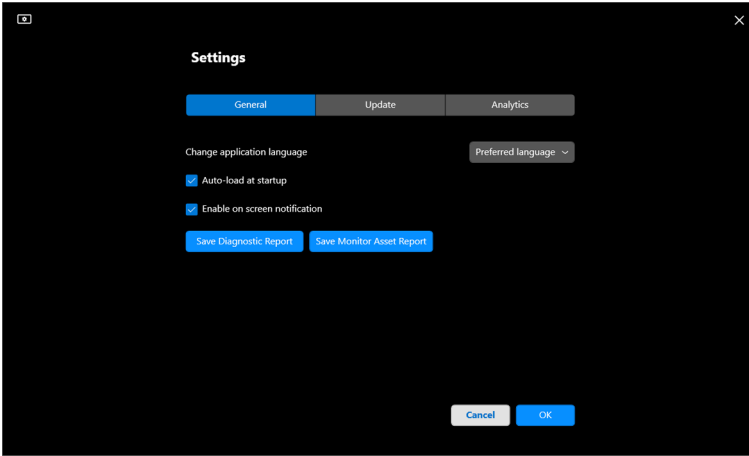 Settings
General Update Analytics
Change application language Preferred language
Auto-load at startup
Enable on screen notification
Save Diagnostic Report Save Monitor Asset Report
Cancel OK